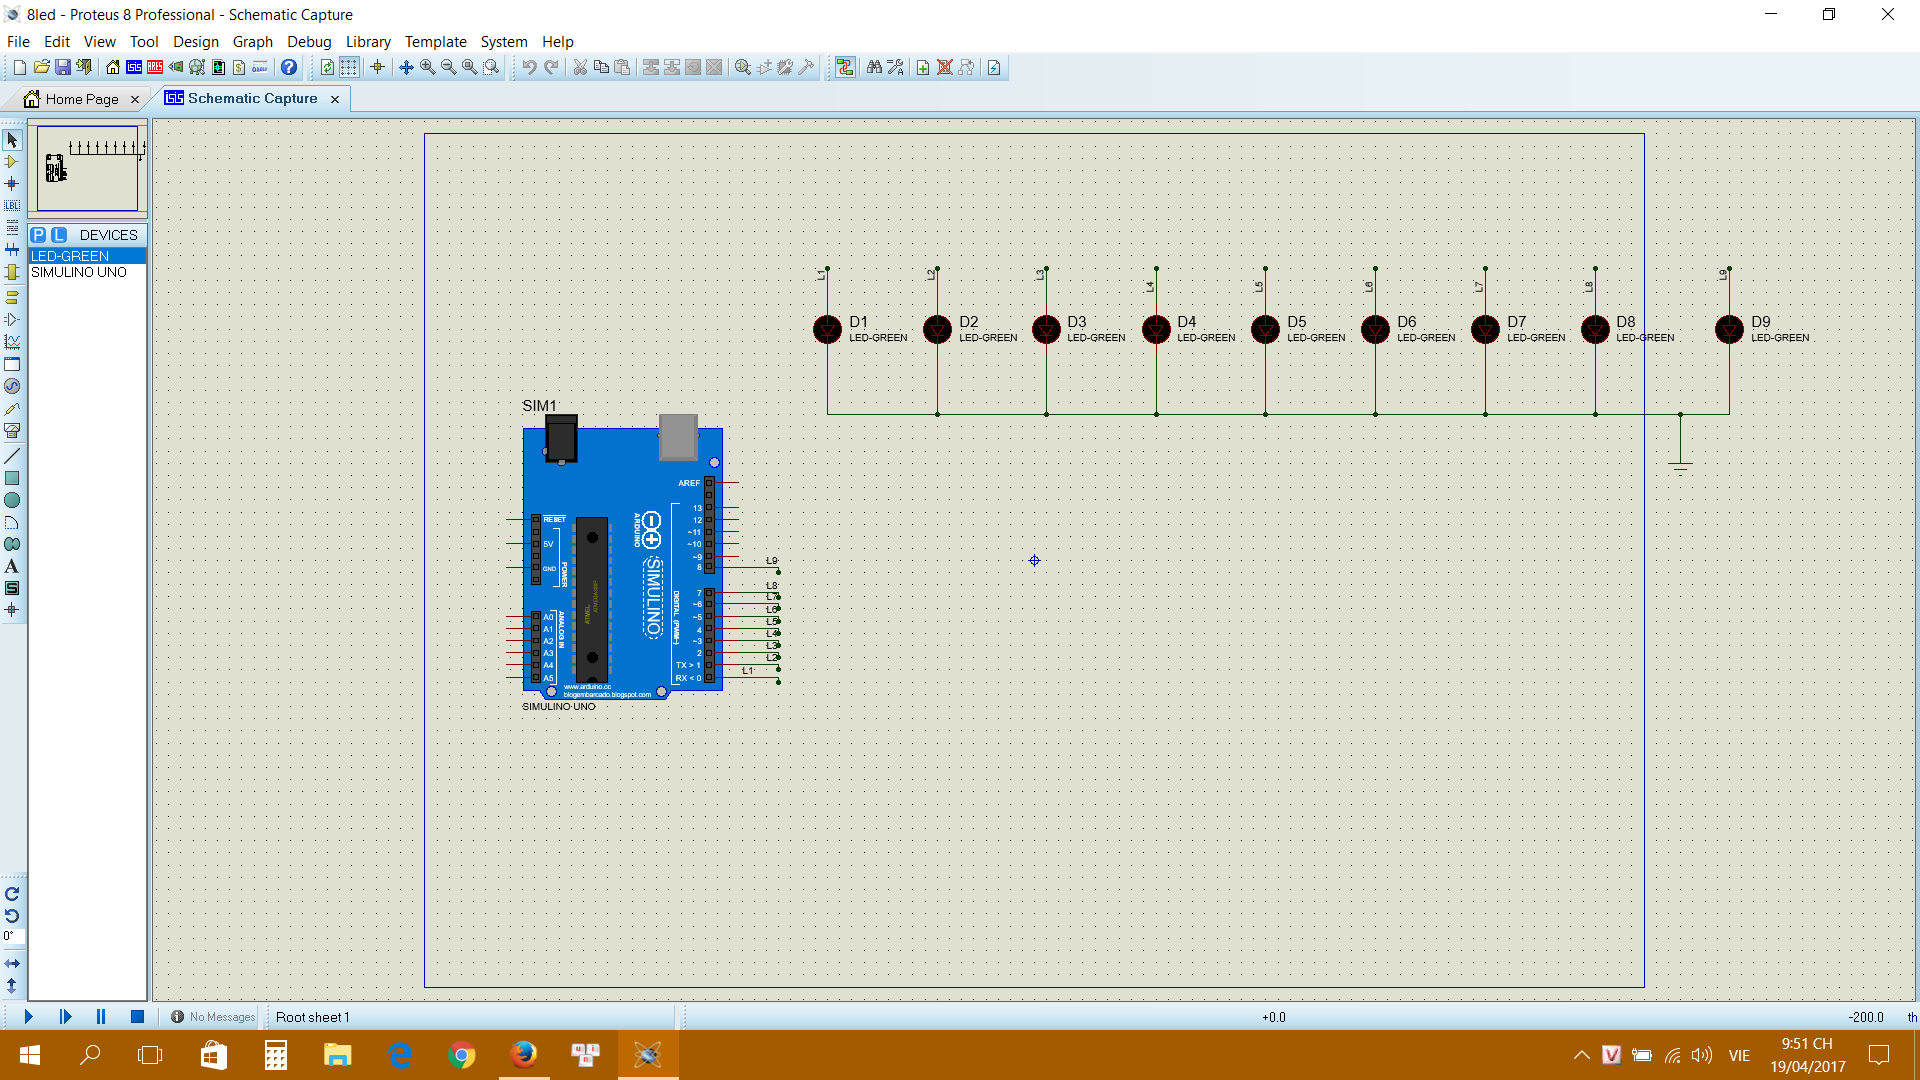 8led - Proteus 8 Professional - Schematic Capture
File Edit View Tool Design Graph Debug Library Template System Help
Home Page
Schematic Capture
P L DEVICES
LED-GREEN
SIMULINO UNO
L1 L2 L3 L4 L5 L6 L7 L8 L9
D1 D2 D3 D4 D5 D6 D7 D8 D9
LED-GREEN LED-GREEN LED-GREEN LED-GREEN LED-GREEN LED-GREEN LED-GREEN LED-GREEN LED-GREEN
SIM1
AREF
13
12
~11
~10
~9
8
7
~6
~5
4
~3
2
TX > 1
RX < 0
RESET
5V
GND
POWER
A0
A1
A2
A3
A4
A5
ANALOG IN
ARDUINO
SIMULINO
DIGITAL (PWM~)
ATMEL
www.arduino.cc
blogembarcado.blogspot.com
SIMULINO UNO
L9
L8
L7
L6
L5
L4
L3
L2
L1
LBL
A
S
0°
No Messages
Root sheet 1
+0.0
-200.0
th
VIE
9:51 CH
19/04/2017